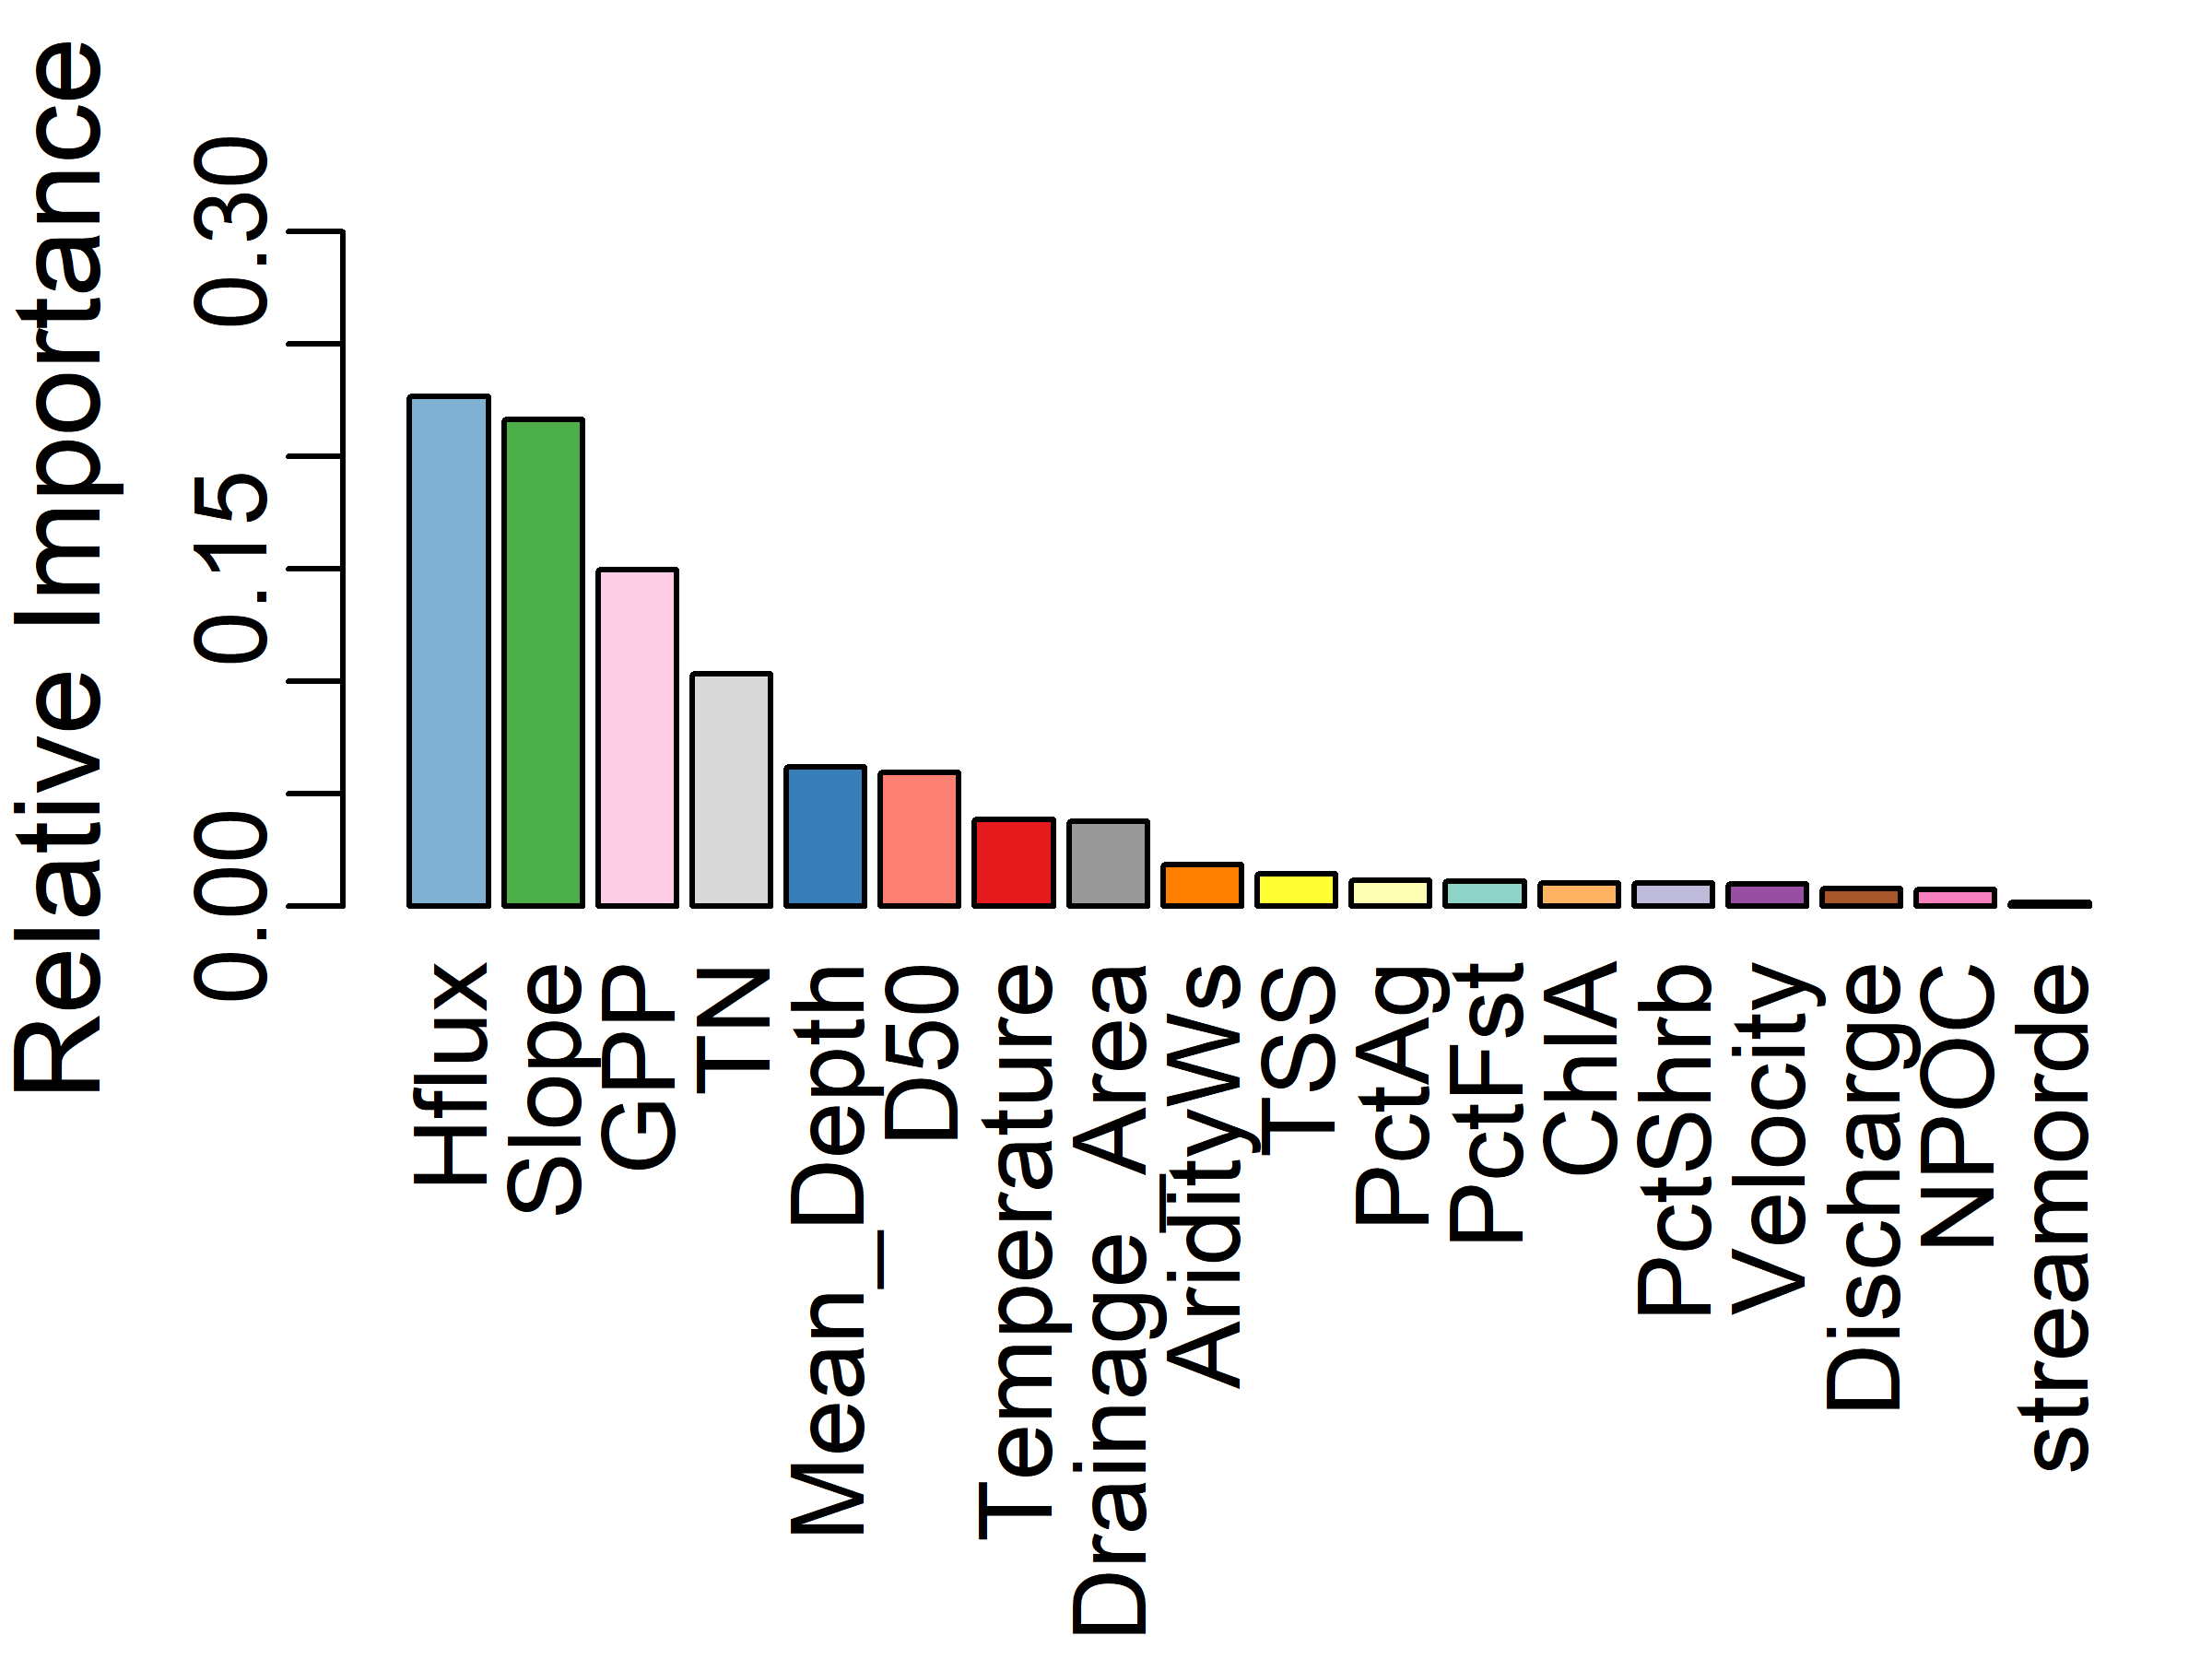 Relative Importance
0.30
0.15
0.00
Hflux
Slope
GPP
TN
Mean_Depth
D50
Temperature
Drainage_Area
AridityWs
TSS
PctAg
PctFst
ChlA
PctShrb
Velocity
Discharge
NPOC
streamorde